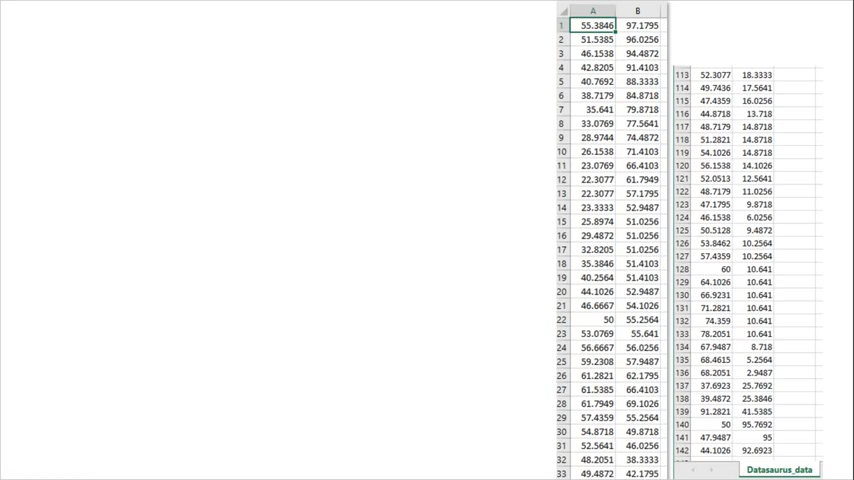 A B
1 55.3846 97.1795
2 51.5385 96.0256
3 46.1538 94.4872
4 42.8205 91.4103
5 40.7692 88.3333
6 38.7179 84.8718
7 35.641 79.8718
8 33.0769 77.5641
9 28.9744 74.4872
10 26.1538 71.4103
11 23.0769 66.4103
12 22.3077 61.7949
13 22.3077 57.1795
14 23.3333 52.9487
15 25.8974 51.0256
16 29.4872 51.0256
17 32.8205 51.0256
18 35.3846 51.4103
19 40.2564 51.4103
20 44.1026 52.9487
21 46.6667 54.1026
22 50 55.2564
23 53.0769 55.641
24 56.6667 56.0256
25 59.2308 57.9487
26 61.2821 62.1795
27 61.5385 66.4103
28 61.7949 69.1026
29 57.4359 55.2564
30 54.8718 49.8718
31 52.5641 46.0256
32 48.2051 38.3333
33 49.4872 42.1795
113 52.3077 18.3333
114 49.7436 17.5641
115 47.4359 16.0256
116 44.8718 13.718
117 48.7179 14.8718
118 51.2821 14.8718
119 54.1026 14.8718
120 56.1538 14.1026
121 52.0513 12.5641
122 48.7179 11.0256
123 47.1795 9.8718
124 46.1538 6.0256
125 50.5128 9.4872
126 53.8462 10.2564
127 57.4359 10.2564
128 60 10.641
129 64.1026 10.641
130 66.9231 10.641
131 71.2821 10.641
132 74.359 10.641
133 78.2051 10.641
134 67.9487 8.718
135 68.4615 5.2564
136 68.2051 2.9487
137 37.6923 25.7692
138 39.4872 25.3846
139 91.2821 41.5385
140 50 95.7692
141 47.9487 95
142 44.1026 92.6923
Datasaurus_data